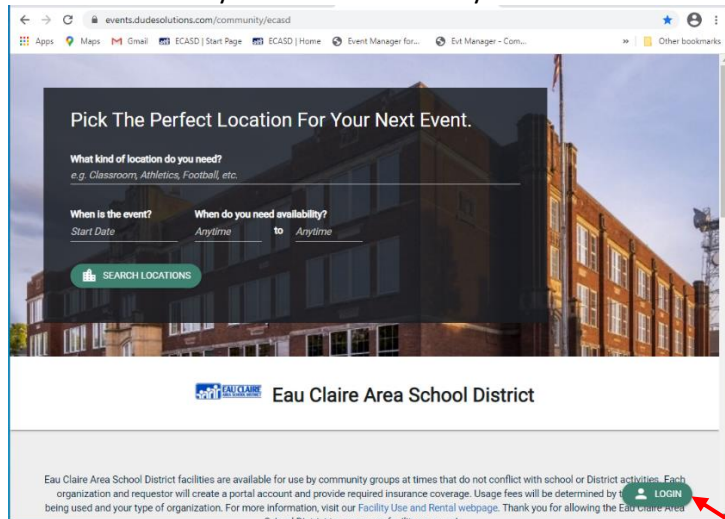 events.dudesolutions.com/community/ecasd
Apps Maps Gmail ECASD | Start Page ECASD | Home Event Manager for... Evt Manager - Com... » Other bookmarks
Pick The Perfect Location For Your Next Event.
What kind of location do you need?
e.g. Classroom, Athletics, Football, etc.
When is the event? When do you need availability?
Start Date Anytime to Anytime
SEARCH LOCATIONS
EAU CLAIRE Eau Claire Area School District
Eau Claire Area School District facilities are available for use by community groups at times that do not conflict with school or District activities. Each
organization and requestor will create a portal account and provide required insurance coverage. Usage fees will be determined by
LOGIN
being used and your type of organization. For more information, visit our Facility Use and Rental webpage. Thank you for allowing the Eau Claire Area